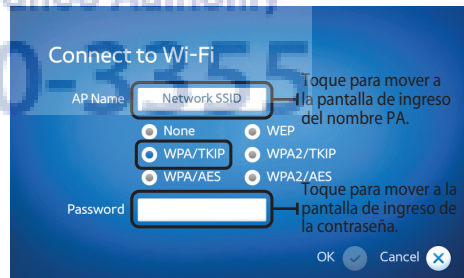 Connect to Wi-Fi
0-3355
AP Name
Network SSID
Toque para mover a
la pantalla de ingreso
del nombre PA.
None
WEP
WPA/TKIP
WPA2/TKIP
WPA/AES
WPA2/AES
Password
Toque para mover a la
pantalla de ingreso de
la contraseña.
OK
Cancel